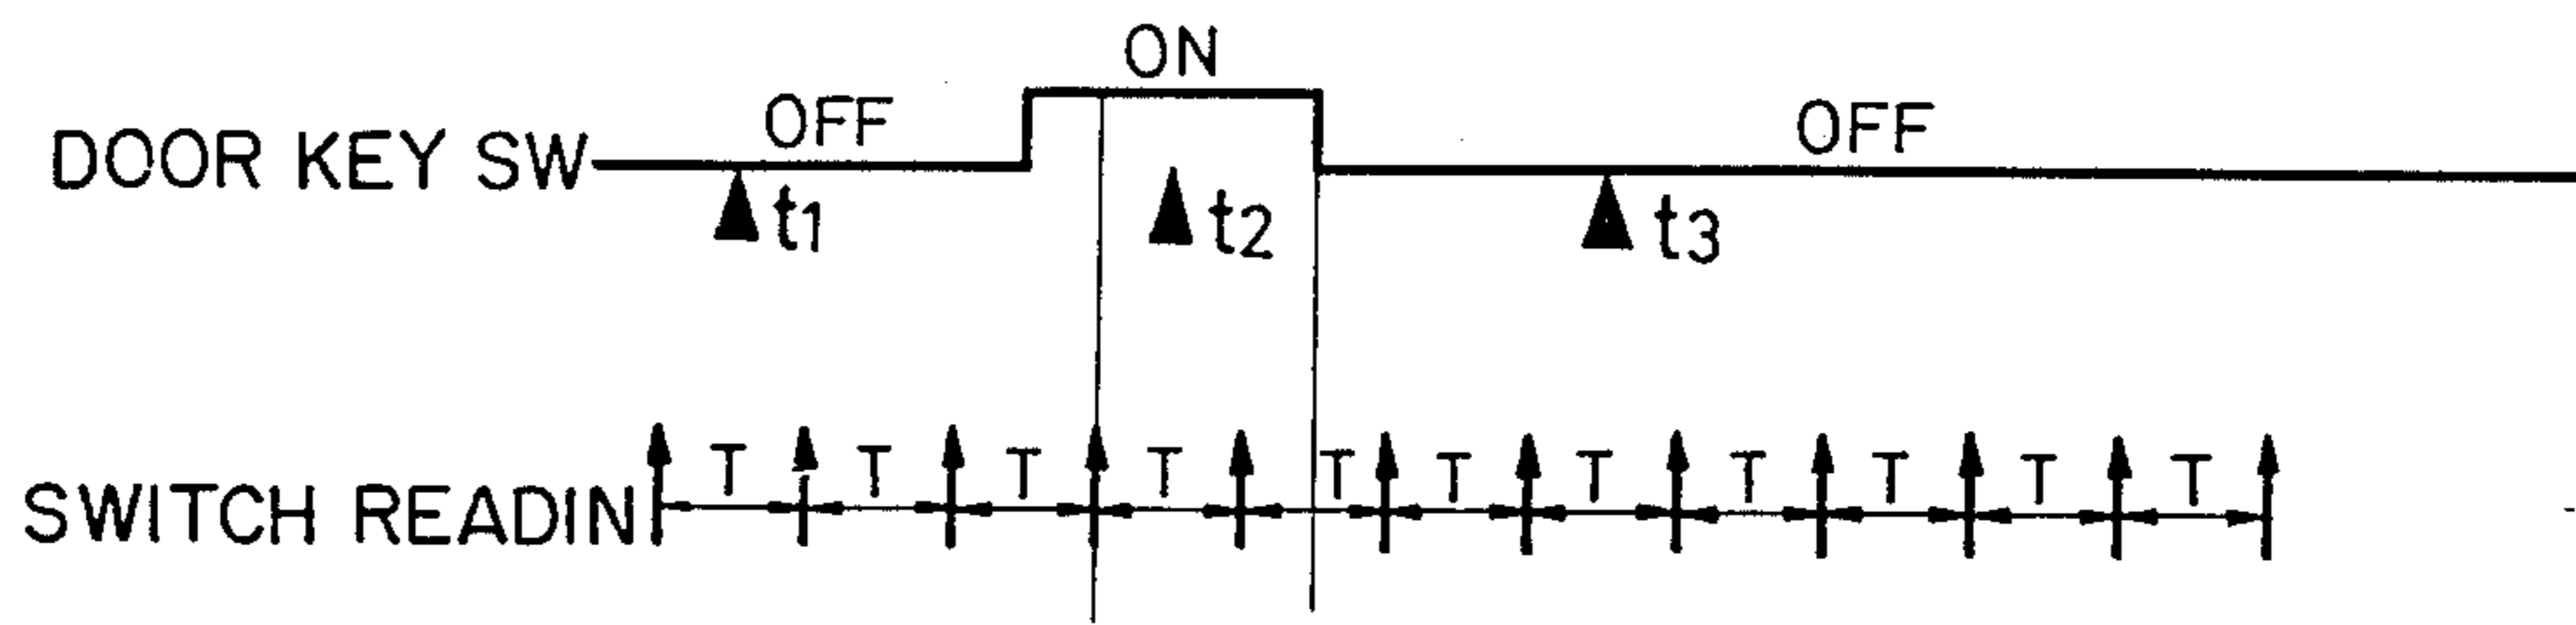 ON
OFF
OFF
DOOR KEY SW
t1
t2
t3
T T T T T T T T T T T
SWITCH READIN